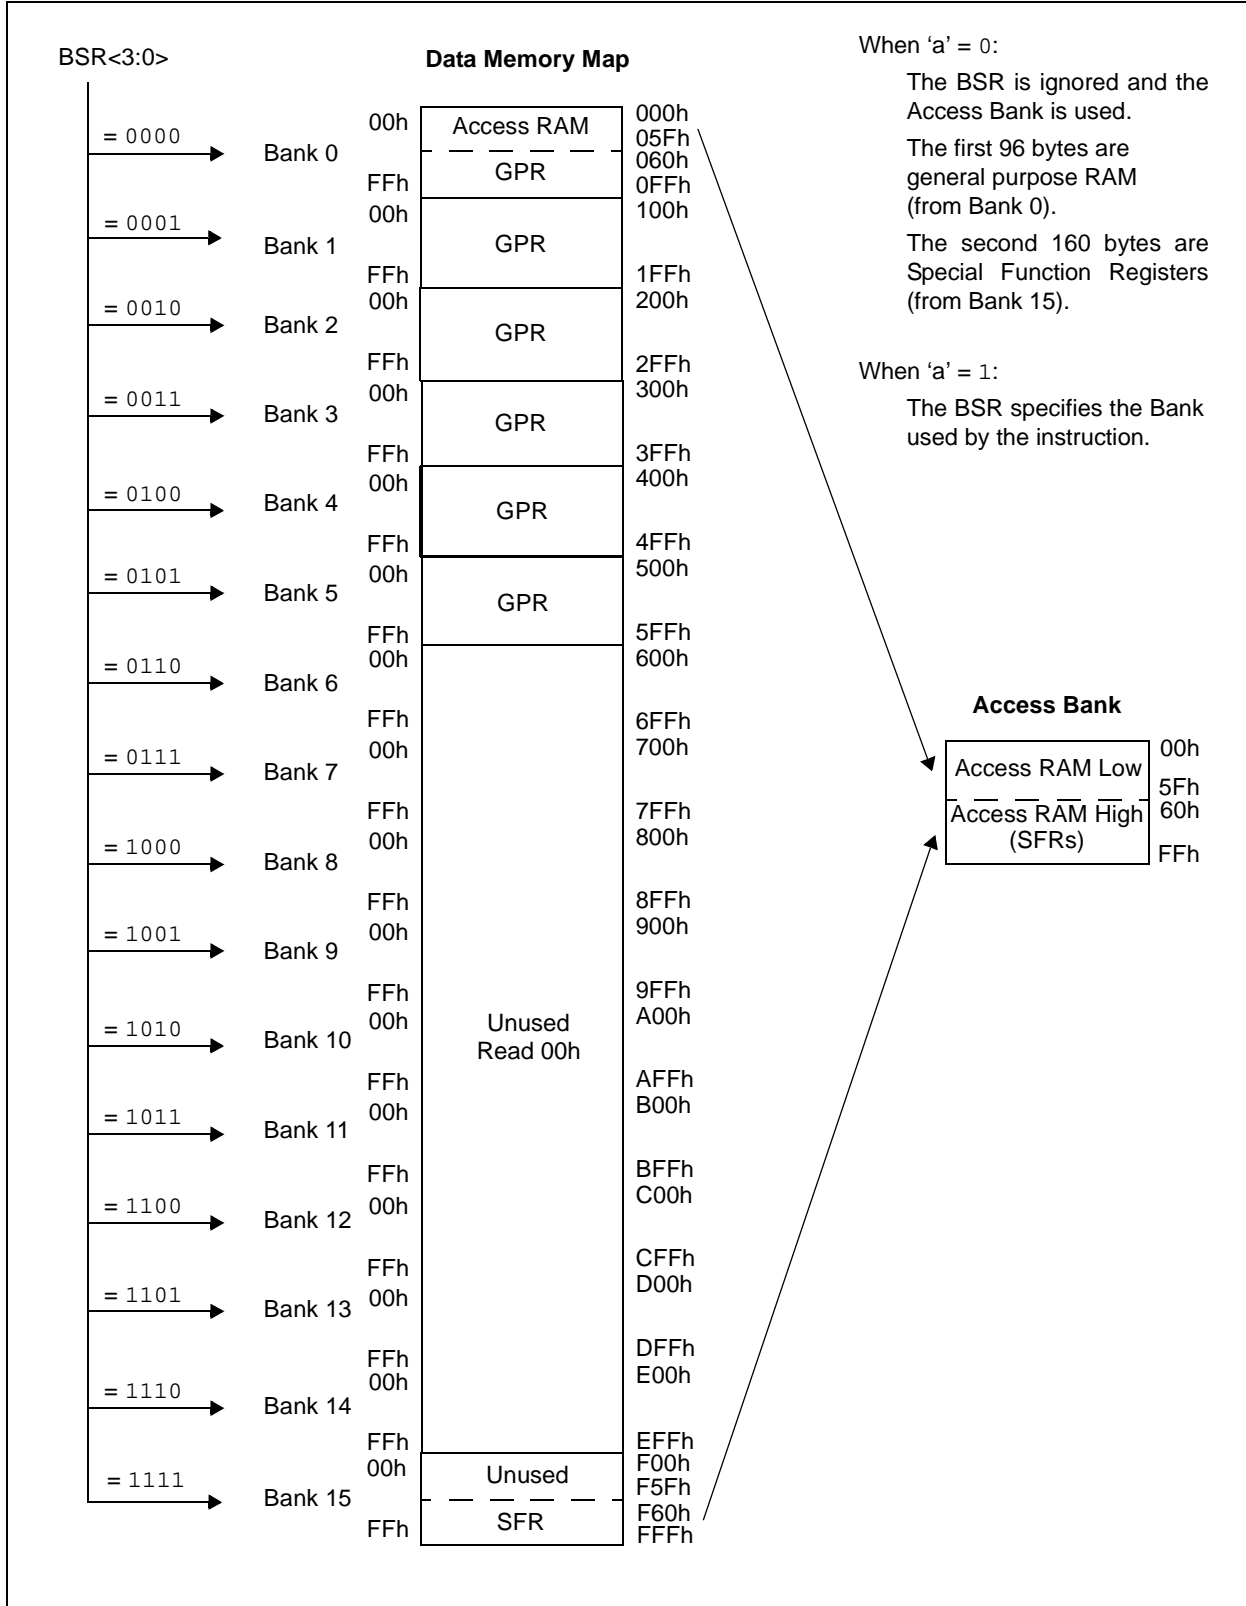 BSR<3:0>
Data Memory Map
When ‘a’ = 0:
The BSR is ignored and the
Access Bank is used.
The first 96 bytes are
general purpose RAM
(from Bank 0).
The second 160 bytes are
Special Function Registers
(from Bank 15).
When ‘a’ = 1:
The BSR specifies the Bank
used by the instruction.
= 0000
Bank 0
00h
FFh
Access RAM
GPR
000h
05Fh
060h
0FFh
= 0001
Bank 1
00h
FFh
GPR
100h
1FFh
= 0010
Bank 2
00h
FFh
GPR
200h
2FFh
= 0011
Bank 3
00h
FFh
GPR
300h
3FFh
= 0100
Bank 4
00h
FFh
GPR
400h
4FFh
= 0101
Bank 5
00h
FFh
GPR
500h
5FFh
= 0110
Bank 6
00h
FFh
600h
6FFh
= 0111
Bank 7
00h
FFh
700h
7FFh
= 1000
Bank 8
00h
FFh
800h
8FFh
= 1001
Bank 9
00h
FFh
900h
9FFh
= 1010
Bank 10
00h
FFh
Unused
Read 00h
A00h
AFFh
= 1011
Bank 11
00h
FFh
B00h
BFFh
= 1100
Bank 12
00h
FFh
C00h
CFFh
= 1101
Bank 13
00h
FFh
D00h
DFFh
= 1110
Bank 14
00h
FFh
E00h
EFFh
= 1111
Bank 15
00h
FFh
Unused
SFR
F00h
F5Fh
F60h
FFFh
Access Bank
Access RAM Low
Access RAM High
(SFRs)
00h
5Fh
60h
FFh